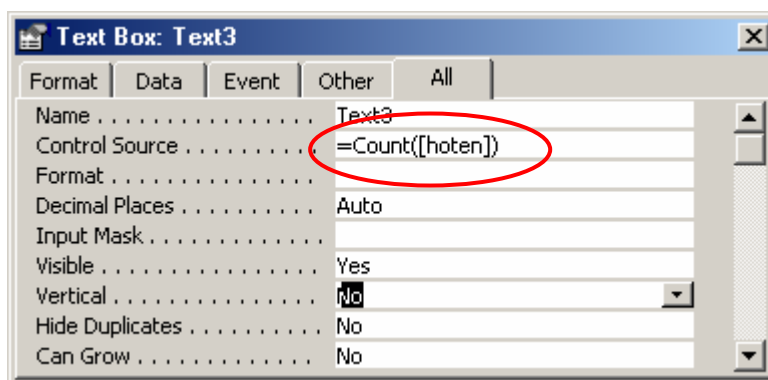 Text Box: Text3
Format Data Event Other All
Name . . . . . . . . . . . . . . . . . Text3
Control Source . . . . . . . . . . =Count([hoten])
Format . . . . . . . . . . . . . . . .
Decimal Places . . . . . . . . . . Auto
Input Mask . . . . . . . . . . . . .
Visible . . . . . . . . . . . . . . . . Yes
Vertical . . . . . . . . . . . . . . . No
Hide Duplicates . . . . . . . . . . No
Can Grow . . . . . . . . . . . . . No